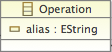 Operation
alias : EString